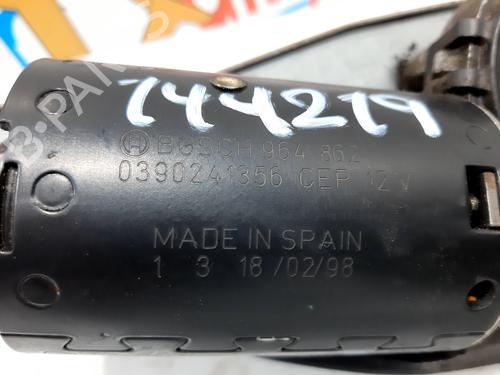 144219
BOSCH 964 862
0390241356 CEP 12 V
MADE IN SPAIN
1 3 18/02/98